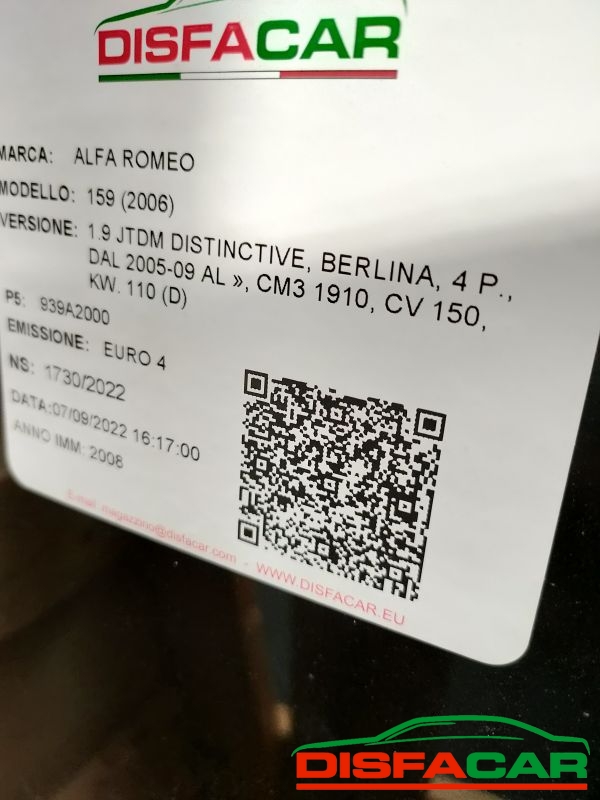 DISFACAR
MARCA: ALFA ROMEO
MODELLO: 159 (2006)
VERSIONE: 1.9 JTDM DISTINCTIVE, BERLINA, 4 P.,
DAL 2005-09 AL », CM3 1910, CV 150,
KW. 110 (D)
P5: 939A2000
EMISSIONE: EURO 4
NS: 1730/2022
DATA:07/09/2022 16:17:00
ANNO IMM: 2008
E-mail: magazzino@disfacar.com - WWW.DISFACAR.EU
DISFACAR